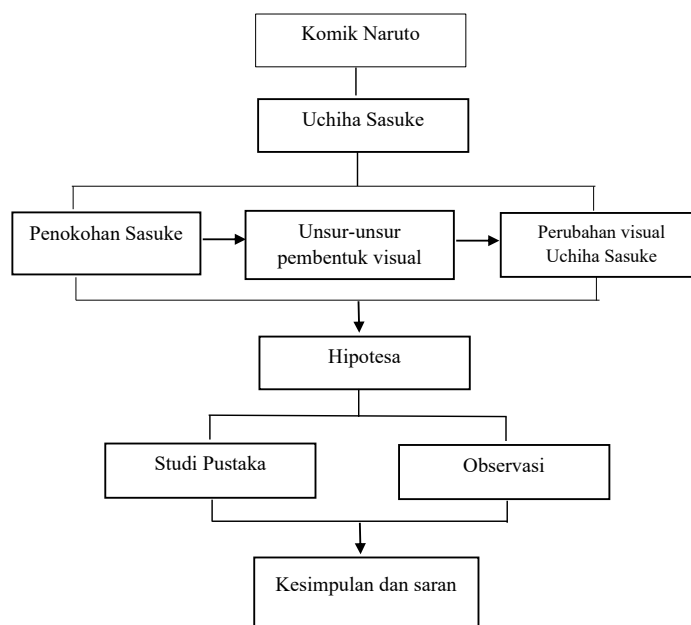 Komik Naruto
Uchiha Sasuke
Penokohan Sasuke
Unsur-unsur
pembentuk visual
Perubahan visual
Uchiha Sasuke
Hipotesa
Studi Pustaka
Observasi
Kesimpulan dan saran